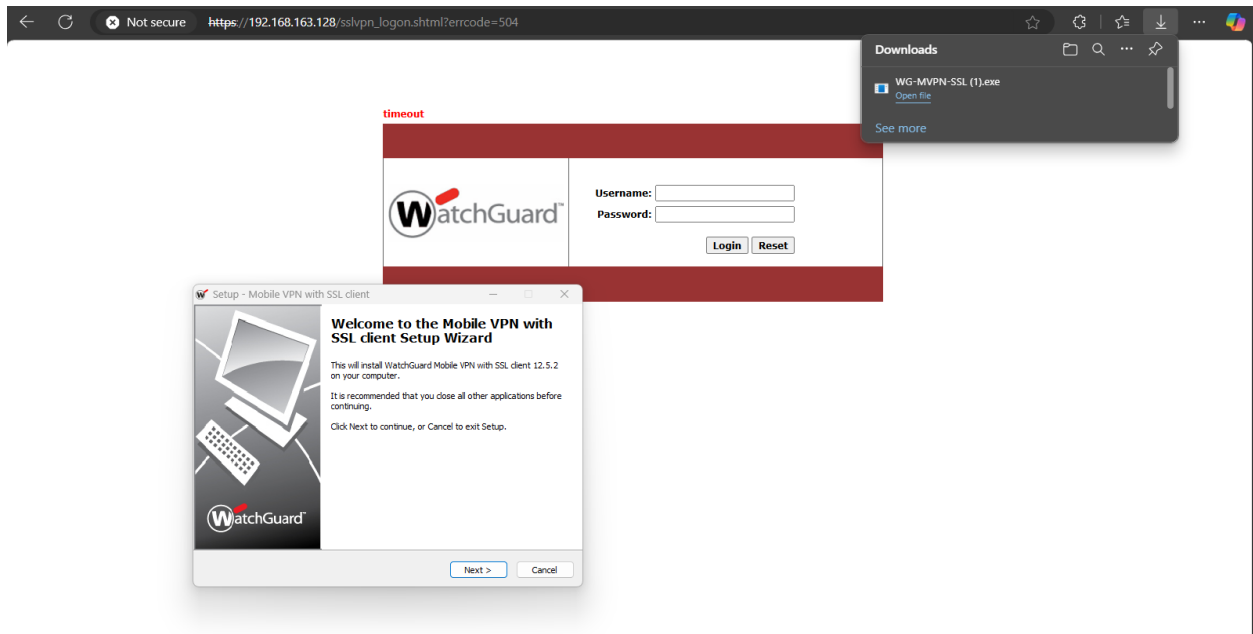 Not secure https://192.168.163.128/sslvpn_logon.shtml?errcode=504
Downloads
WG-MVPN-SSL (1).exe
Open file
See more
timeout
WatchGuard™
Username:
Password:
Login Reset
Setup - Mobile VPN with SSL client
Welcome to the Mobile VPN with
SSL client Setup Wizard
This will install WatchGuard Mobile VPN with SSL client 12.5.2
on your computer.
It is recommended that you close all other applications before
continuing.
Click Next to continue, or Cancel to exit Setup.
WatchGuard™
Next > Cancel